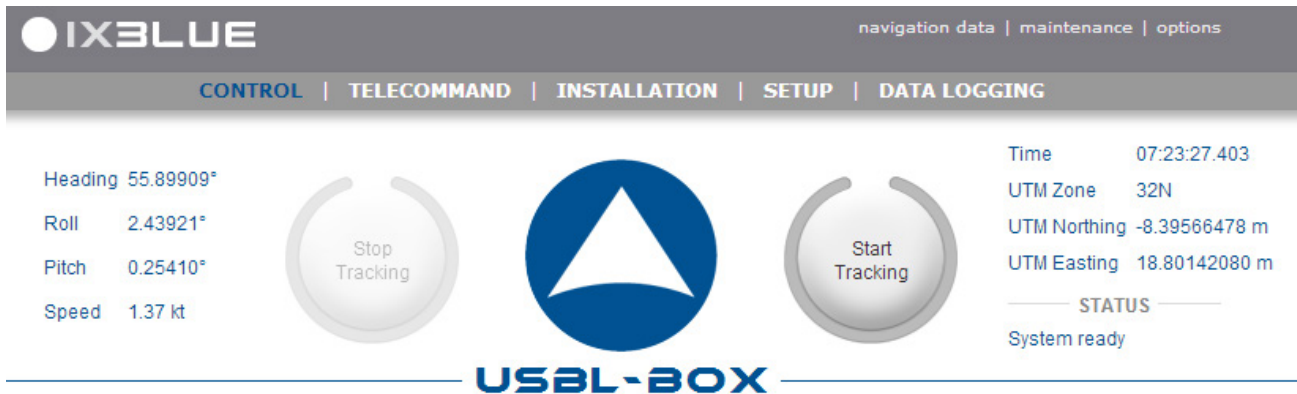 IXBLUE
navigation data | maintenance | options
CONTROL | TELECOMMAND | INSTALLATION | SETUP | DATA LOGGING
Heading 55.89909°
Roll 2.43921°
Pitch 0.25410°
Speed 1.37 kt
Stop
Tracking
Start
Tracking
Time 07:23:27.403
UTM Zone 32N
UTM Northing -8.39566478 m
UTM Easting 18.80142080 m
STATUS
System ready
USBL-BOX